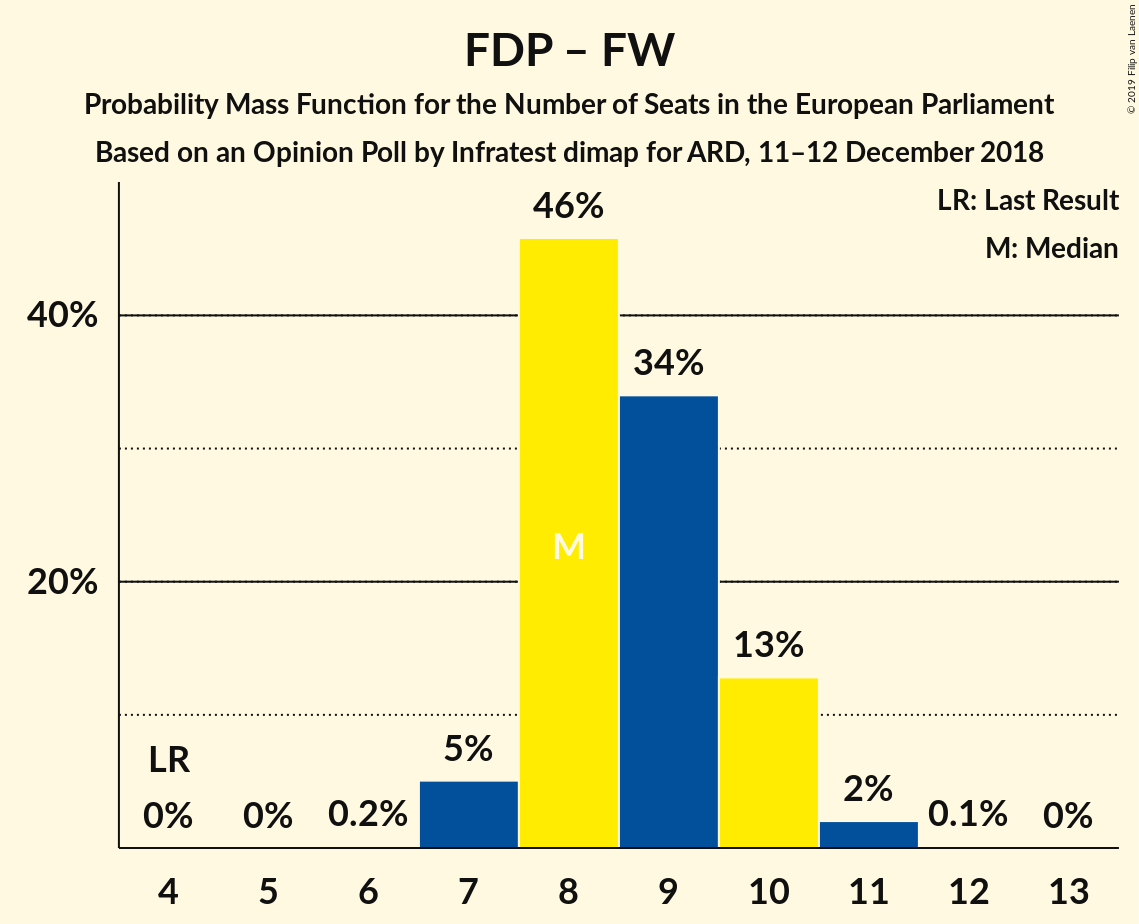 FDP – FW
Probability Mass Function for the Number of Seats in the European Parliament
Based on an Opinion Poll by Infratest dimap for ARD, 11–12 December 2018
© 2019 Filip van Laenen
LR: Last Result
M: Median
46%
40%
34%
M
20%
13%
LR
5%
2%
0%
0%
0.2%
0.1%
0%
4 5 6 7 8 9 10 11 12 13